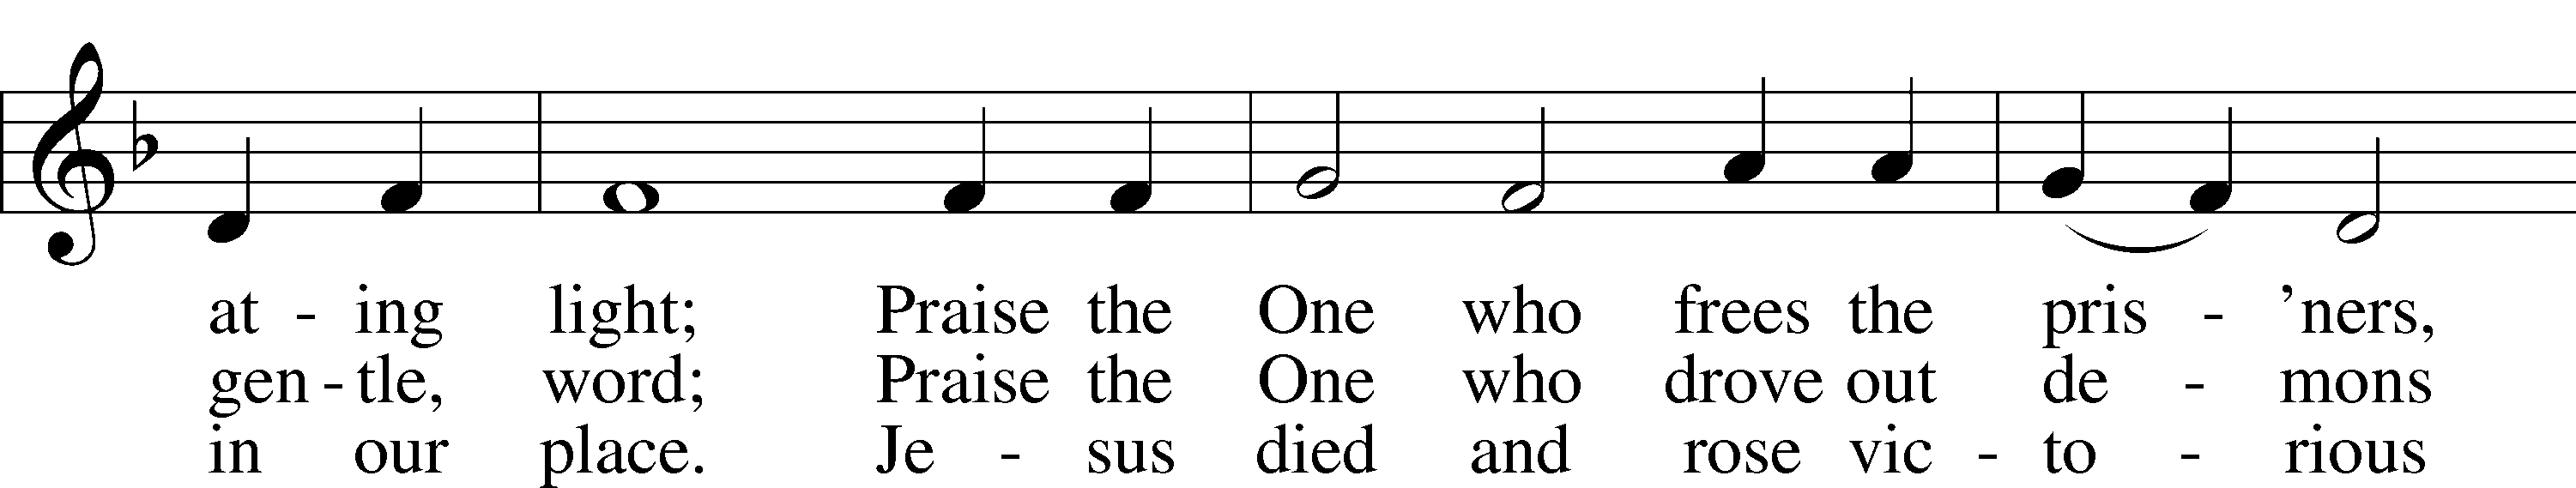 at - ing light; Praise the One who frees the pris - ’ners,
gen - tle, word; Praise the One who drove out de - mons
in our place. Je - sus died and rose vic - to - rious